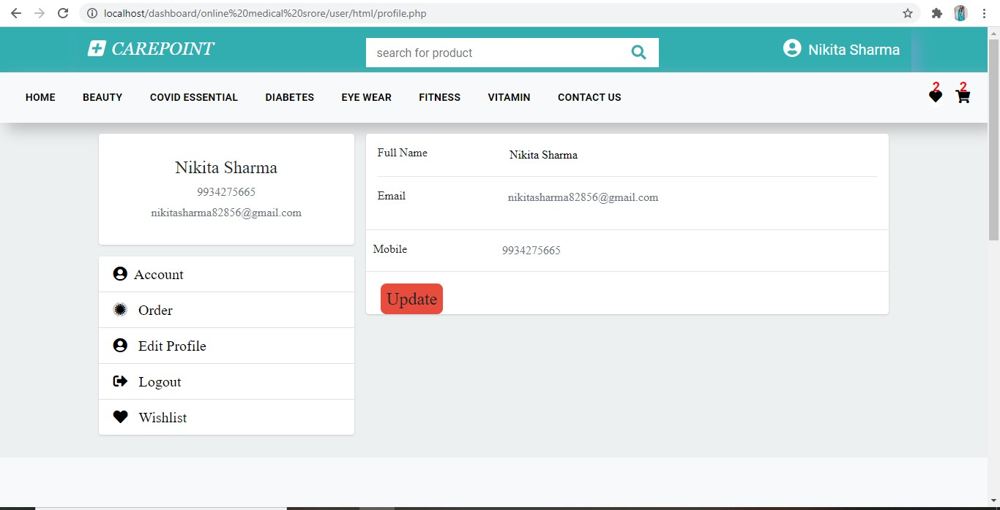 localhost/dashboard/online%20medical%20srore/user/html/profile.php
CAREPOINT
search for product
Nikita Sharma
HOME BEAUTY COVID ESSENTIAL DIABETES EYE WEAR FITNESS VITAMIN CONTACT US 2 2
Nikita Sharma
9934275665
nikitasharma82856@gmail.com
Account
Order
Edit Profile
Logout
Wishlist
Full Name Nikita Sharma
Email nikitasharma82856@gmail.com
Mobile 9934275665
Update